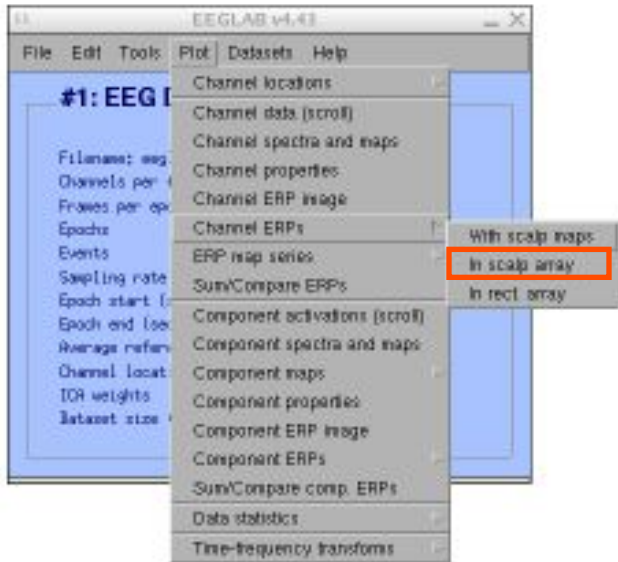 EEGLAB v4.43
File Edit Tools Plot Datasets Help
#1: EEG
Filename: eeg
Channels per
Frames per epo
Epochs
Events
Sampling rate
Epoch start (
Epoch end (sec
Average refer
Channel locat
ICA weights
Dataset size
Channel locations
Channel data (scroll)
Channel spectra and maps
Channel properties
Channel ERP image
Channel ERPs
ERP map series
Sum/Compare ERPs
Component activations (scroll)
Component spectra and maps
Component maps
Component properties
Component ERP image
Component ERPs
Sum/Compare comp. ERPs
Data statistics
Time-frequency transforms
With scalp maps
In scalp array
In rect array